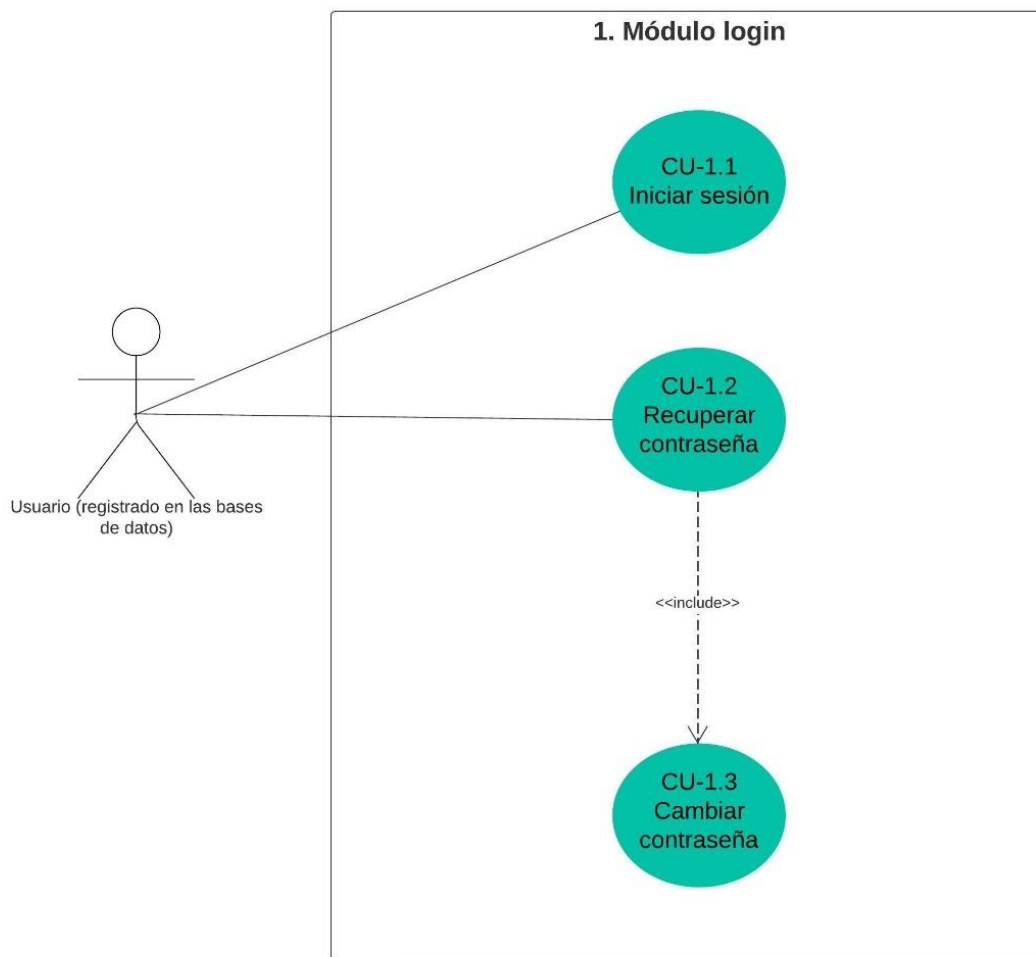 1. Módulo login
CU-1.1
Iniciar sesión
CU-1.2
Recuperar
contraseña
Usuario (registrado en las bases
de datos)
<<include>>
CU-1.3
Cambiar
contraseña